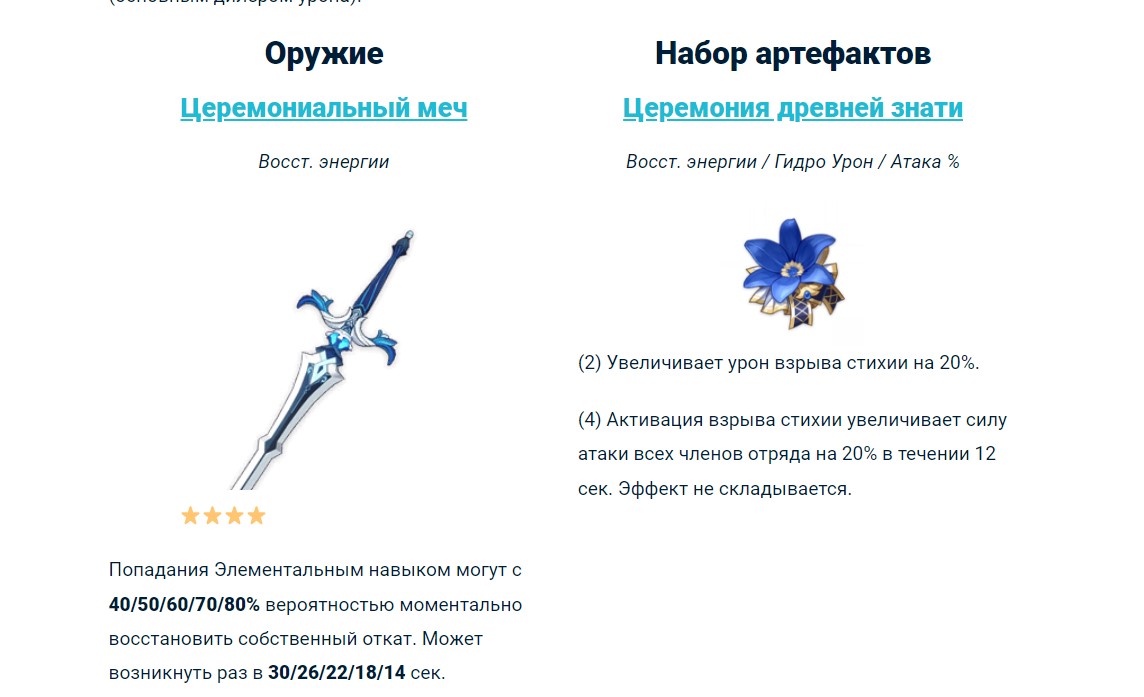 (основным дилером урона).
Оружие
Церемониальный меч
Восст. энергии
Попадания Элементальным навыком могут с
40/50/60/70/80% вероятностью моментально
восстановить собственный откат. Может
возникнуть раз в 30/26/22/18/14 сек.
Набор артефактов
Церемония древней знати
Восст. энергии / Гидро Урон / Атака %
(2) Увеличивает урон взрыва стихии на 20%.
(4) Активация взрыва стихии увеличивает силу
атаки всех членов отряда на 20% в течении 12
сек. Эффект не складывается.